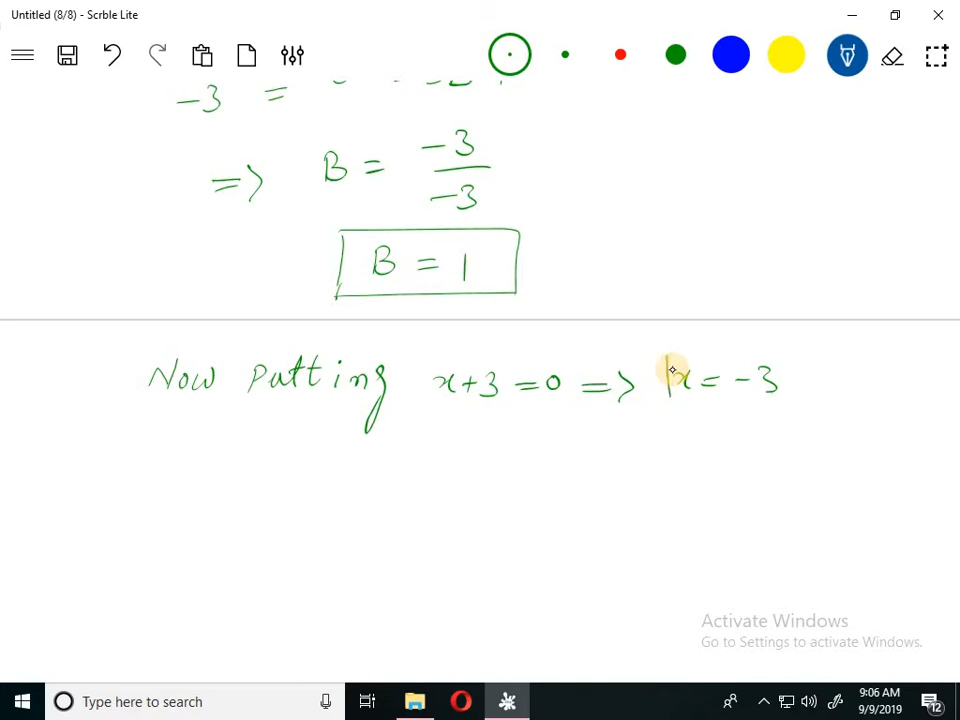 Untitled (8/8) - Scrble Lite
-3 =
=> B = -3
-3
B = 1
Now Putting x+3 =0 => x = -3
Activate Windows
Go to Settings to activate Windows.
Type here to search
9:06 AM
9/9/2019
12